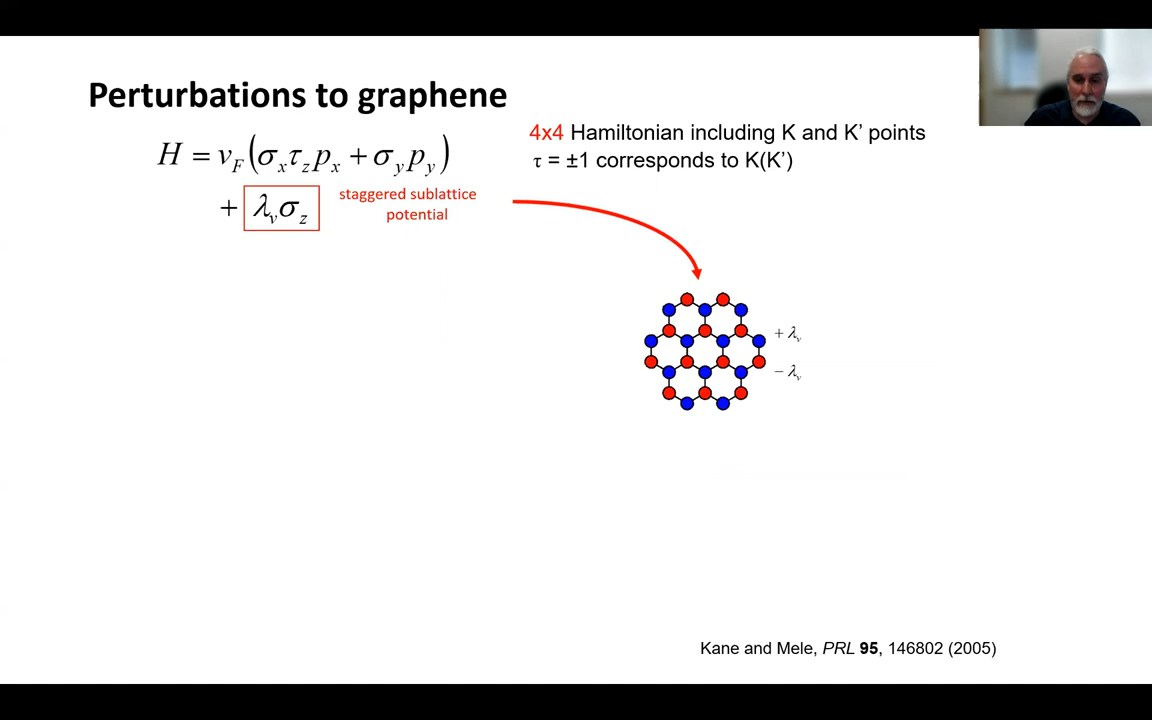 Perturbations to graphene
H = v_F (σ_x τ_z p_x + σ_y p_y)
+ λ_v σ_z
staggered sublattice
potential
4x4 Hamiltonian including K and K’ points
τ = ±1 corresponds to K(K’)
+ λ_v
− λ_v
Kane and Mele, PRL 95, 146802 (2005)